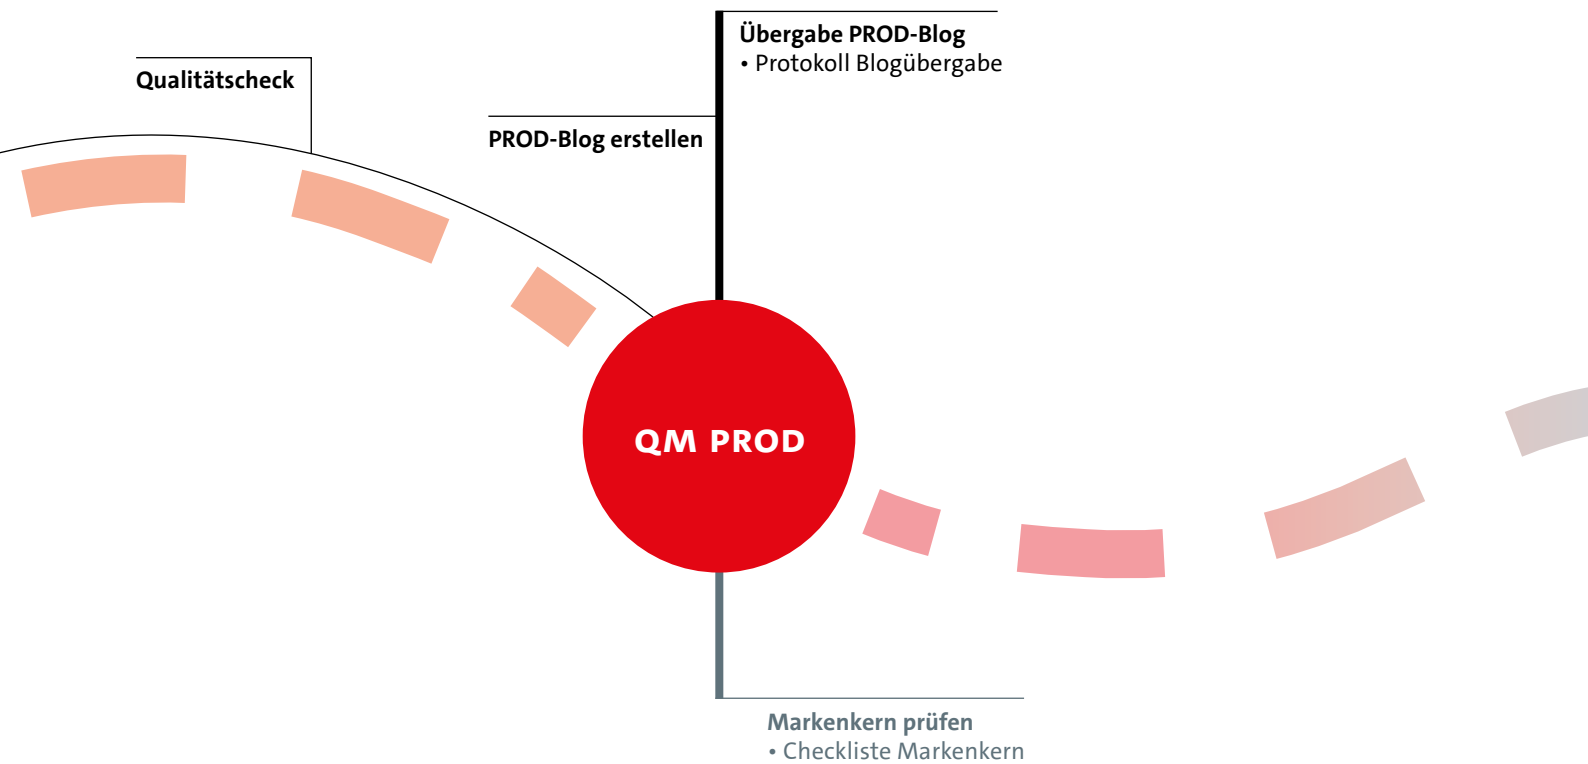 Übergabe PROD-Blog
• Protokoll Blogübergabe
Qualitätscheck
PROD-Blog erstellen
QM PROD
Markenkern prüfen
• Checkliste Markenkern